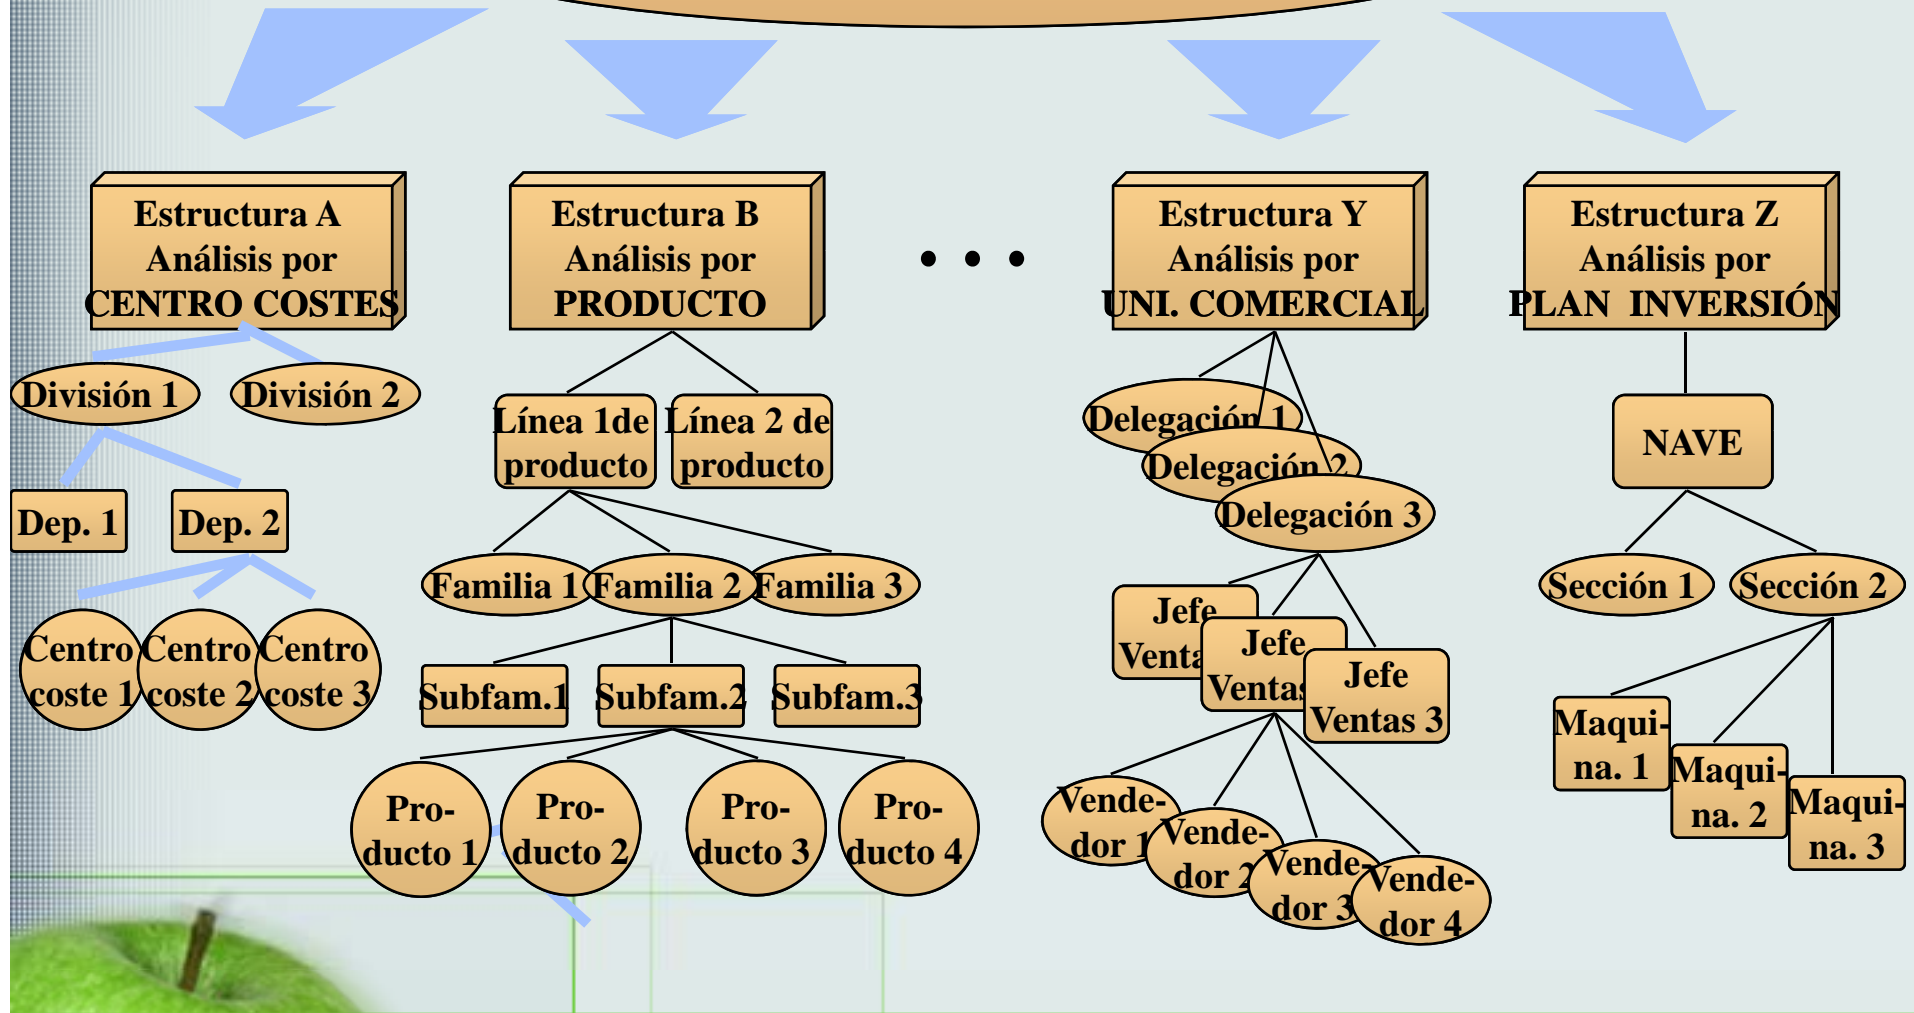 Estructura A
Análisis por
CENTRO COSTES
Estructura B
Análisis por
PRODUCTO
• • •
Estructura Y
Análisis por
UNI. COMERCIAL
Estructura Z
Análisis por
PLAN INVERSIÓN
División 1
División 2
Dep. 1
Dep. 2
Centro
coste 1
Centro
coste 2
Centro
coste 3
Línea 1de
producto
Línea 2 de
producto
Familia 1
Familia 2
Familia 3
Subfam.1
Subfam.2
Subfam.3
Pro-
ducto 1
Pro-
ducto 2
Pro-
ducto 3
Pro-
ducto 4
Delegación 1
Delegación 2
Delegación 3
Jefe
Jefe
Ventas
Jefe
Ventas 3
Vende-
dor 1
Vende-
dor 2
Vende-
dor 3
Vende-
dor 4
NAVE
Sección 1
Sección 2
Maqui-
na. 1
Maqui-
na. 2
Maqui-
na. 3